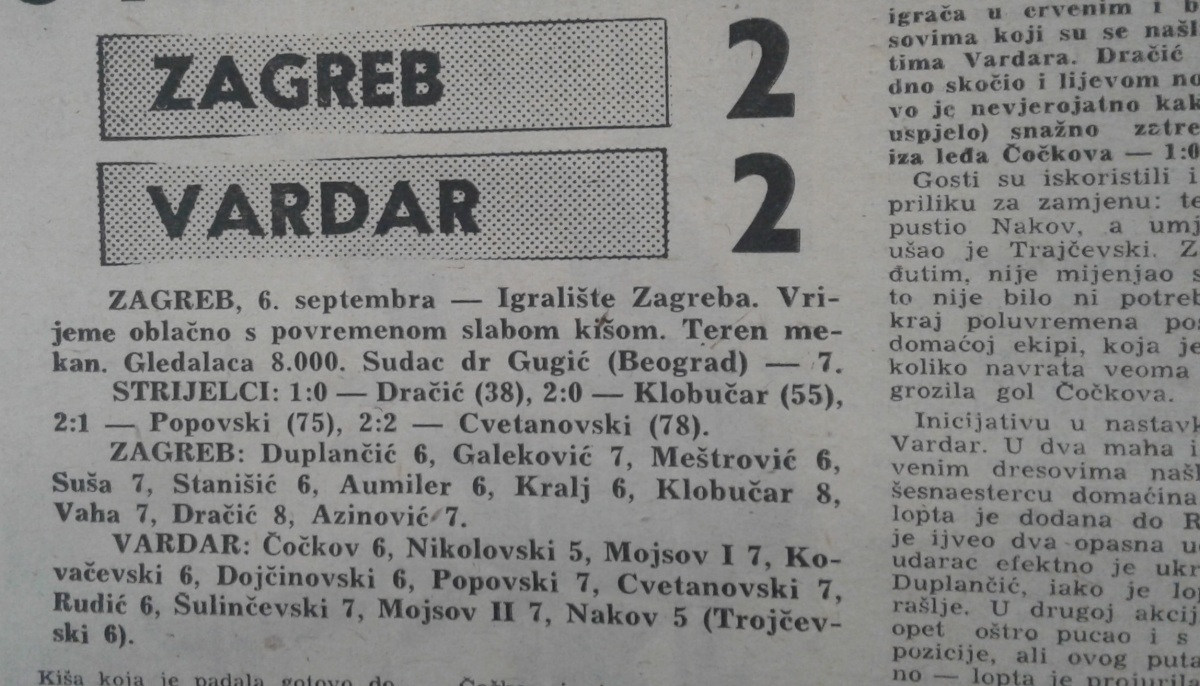 ZAGREB 2
VARDAR 2
ZAGREB, 6. septembra — Igralište Zagreba. Vri-
jeme oblačno s povremenom slabom kišom. Teren me-
kan. Gledalaca 8.000. Sudac dr Gugić (Beograd) — 7.
STRIJELCI: 1:0 — Dračić (38), 2:0 — Klobučar (55),
2:1 — Popovski (75), 2:2 — Cvetanovski (78).
ZAGREB: Duplančić 6, Galeković 7, Meštrović 6,
Suša 7, Stanišić 6, Aumiler 6, Kralj 6, Klobučar 8,
Vaha 7, Dračić 8, Azinović 7.
VARDAR: Čočkov 6, Nikolovski 5, Mojsov I 7, Ko-
vačevski 6, Dojčinovski 6, Popovski 7, Cvetanovski 7,
Rudić 6, Šulinčevski 7, Mojsov II 7, Nakov 5 (Trojčev-
ski 6).
Kiša koja je padala gotovo do
igrača u crvenim i
sovima koji su se
tima Vardara. Dračić
dno skočio i lijevom
vo je nevjerojatno
uspjelo) snažno
iza leđa Čočkova — 1:0
Gosti su iskoristili i
priliku za zamjenu:
pustio Nakov, a
ušao je Trajčevski.
đutim, nije mijenjao
to nije bilo ni
kraj poluvremena
domaćoj ekipi, koja je
koliko navrata veoma
grozila gol Čočkova.
Inicijativu u
Vardar. U dva maha i
venim dresovima
šesnaestercu domaćina
lopta je dodana do
je ijveo dva opasna
udarac efektno je
Duplančić, iako je
rašlje. U drugoj
opet oštro pucao i s
pozicije, ali ovog puta
no — lopta je projurila